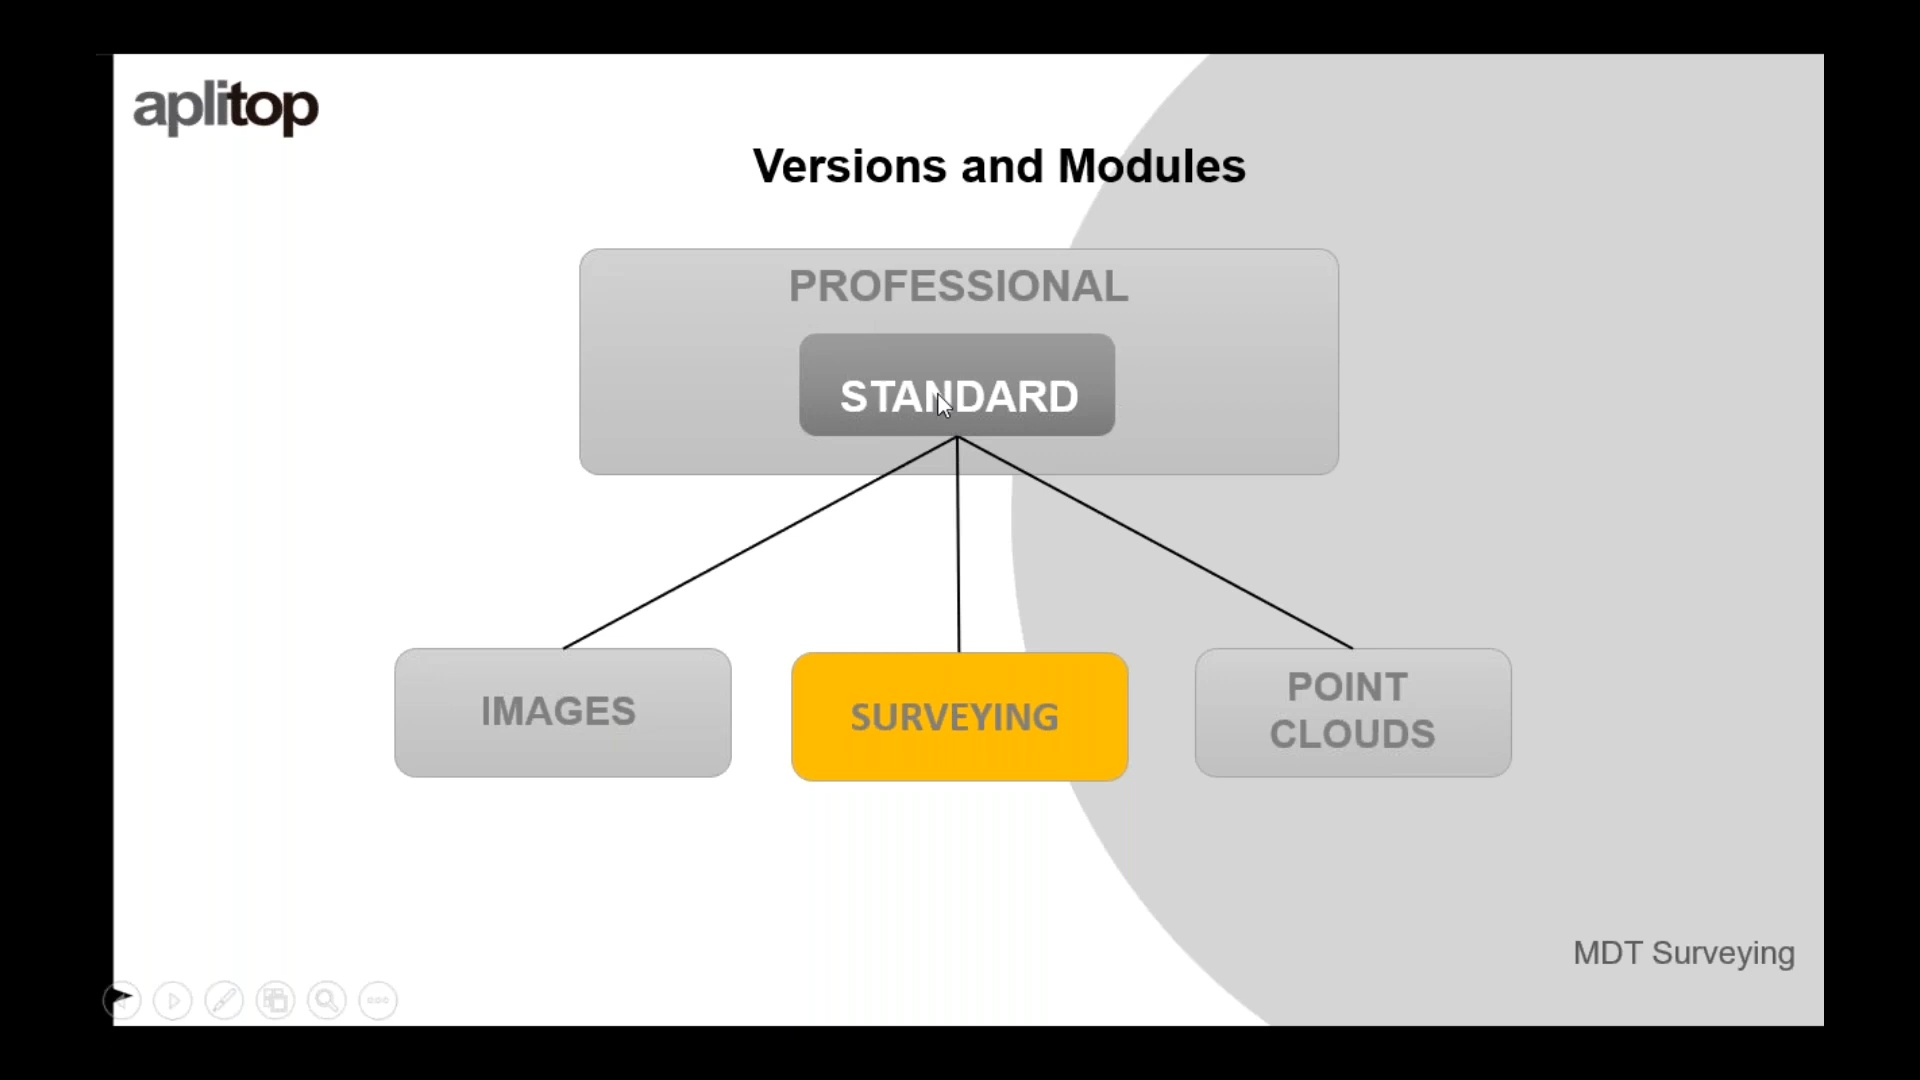 aplitop
Versions and Modules
PROFESSIONAL
STANDARD
IMAGES
SURVEYING
POINT
CLOUDS
MDT Surveying